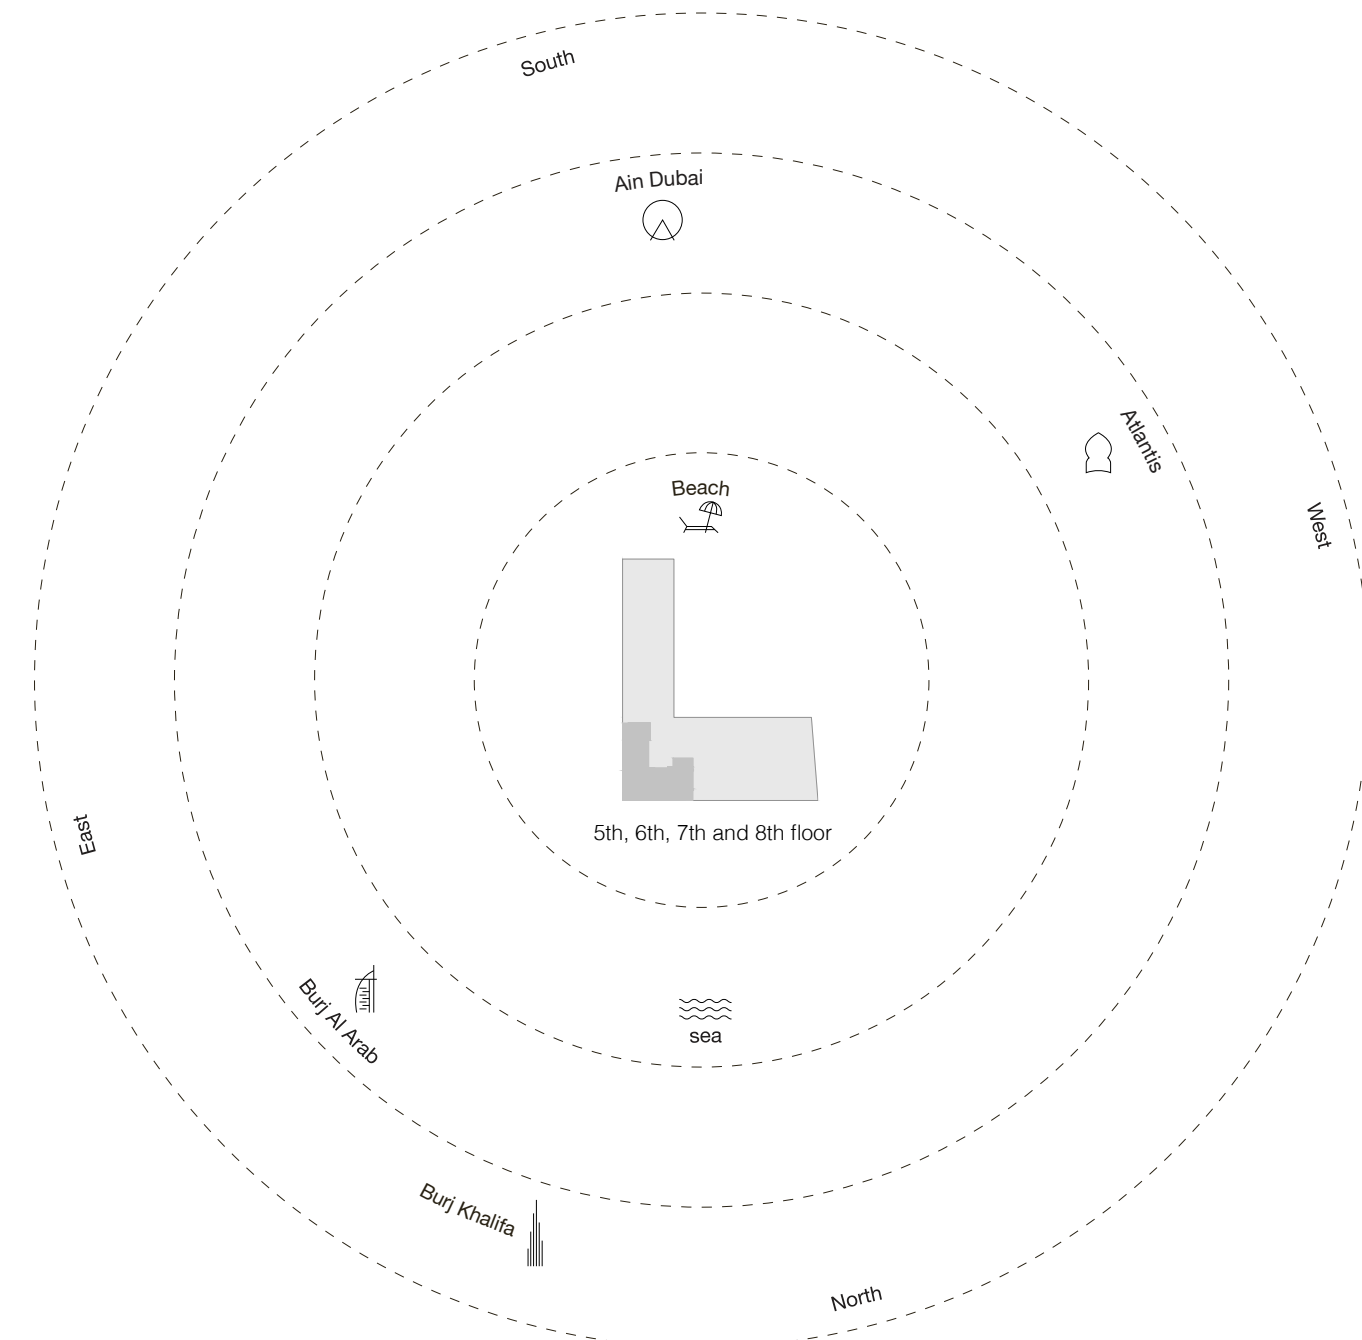 South
Ain Dubai
Atlantis
Beach
West
East
5th, 6th, 7th and 8th floor
Burj Al Arab
sea
Burj Khalifa
North